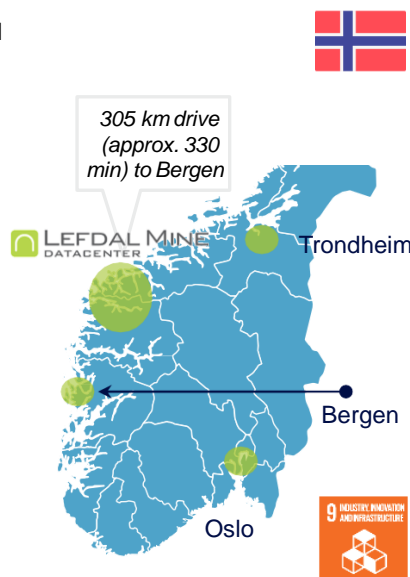 305 km drive
(approx. 330
min) to Bergen
LEFDAL MINE
DATACENTER
Trondheim
Bergen
Oslo
9 INDUSTRY, INNOVATION
AND INFRASTRUCTURE